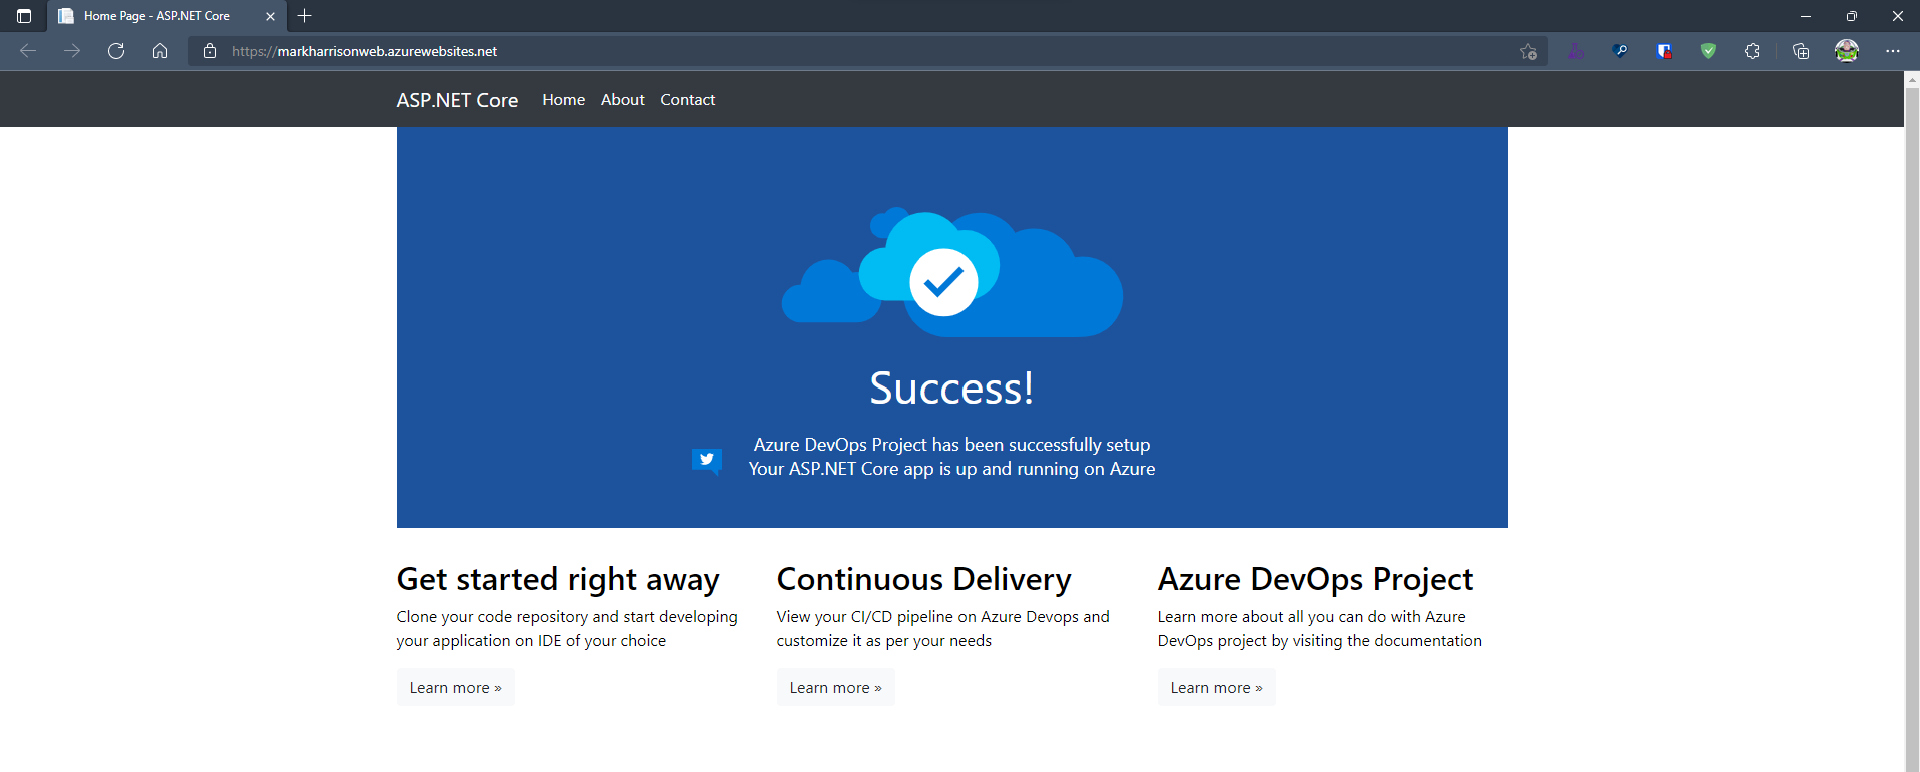 Home Page - ASP.NET Core
https://markharrisonweb.azurewebsites.net
ASP.NET Core Home About Contact
Success!
Azure DevOps Project has been successfully setup
Your ASP.NET Core app is up and running on Azure
Get started right away
Clone your code repository and start developing
your application on IDE of your choice
Learn more »
Continuous Delivery
View your CI/CD pipeline on Azure Devops and
customize it as per your needs
Learn more »
Azure DevOps Project
Learn more about all you can do with Azure
DevOps project by visiting the documentation
Learn more »